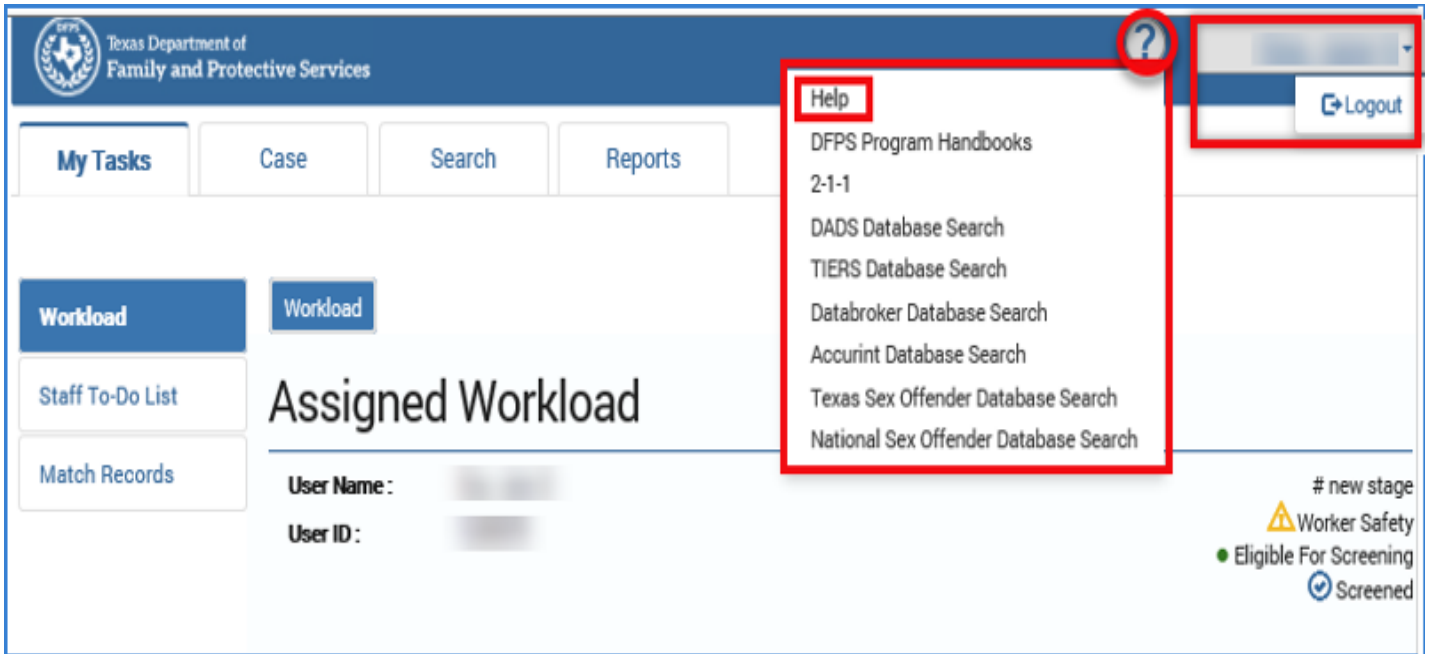 DFPS
Texas Department of
Family and Protective Services
?
Logout
Help
DFPS Program Handbooks
2-1-1
DADS Database Search
TIERS Database Search
Databroker Database Search
Accurint Database Search
Texas Sex Offender Database Search
National Sex Offender Database Search
My Tasks
Case
Search
Reports
Workload
Staff To-Do List
Match Records
Workload
Assigned Workload
User Name :
User ID :
# new stage
Worker Safety
Eligible For Screening
Screened